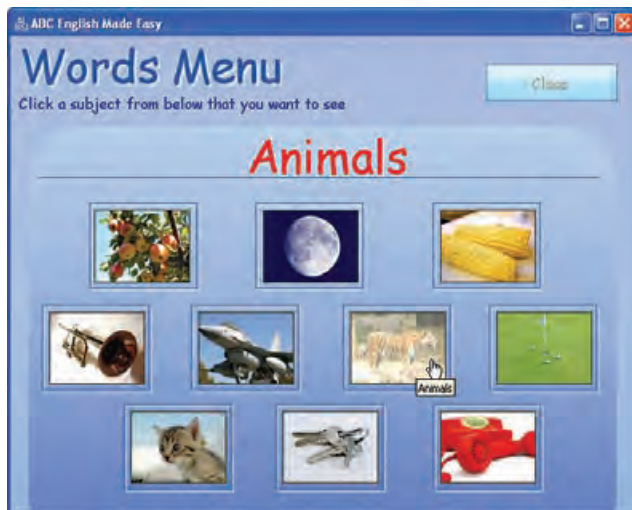 ABC English Made Easy
Words Menu
Close
Click a subject from below that you want to see
Animals
Animals